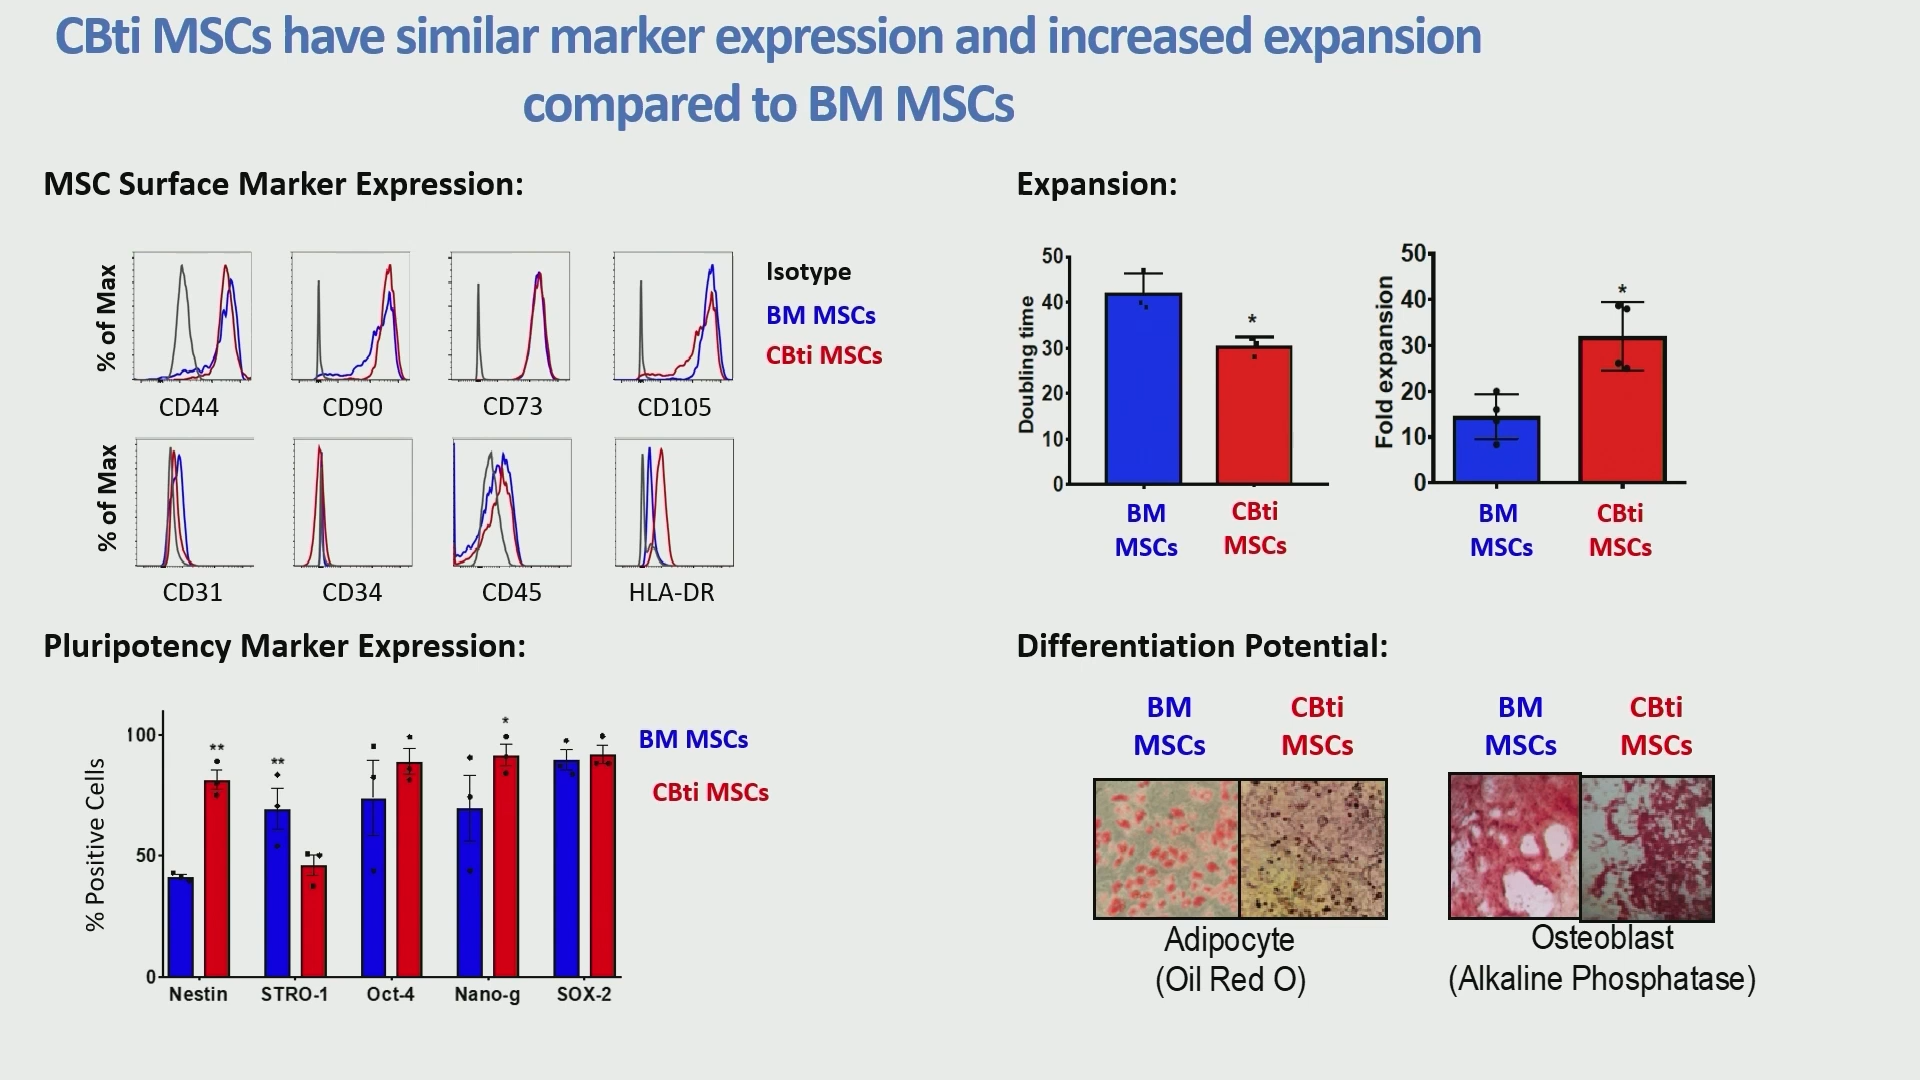 CBti MSCs have similar marker expression and increased expansion
compared to BM MSCs
MSC Surface Marker Expression:
% of Max
CD44
CD90
CD73
CD105
Isotype
BM MSCs
CBti MSCs
% of Max
CD31
CD34
CD45
HLA-DR
Expansion:
Doubling time
50
40
30
20
10
0
*
BM
MSCs
CBti
MSCs
Fold expansion
50
40
30
20
10
0
*
BM
MSCs
CBti
MSCs
Pluripotency Marker Expression:
% Positive Cells
100
50
0
**
**
*
Nestin
STRO-1
Oct-4
Nano-g
SOX-2
BM MSCs
CBti MSCs
Differentiation Potential:
BM
MSCs
CBti
MSCs
Adipocyte
(Oil Red O)
BM
MSCs
CBti
MSCs
Osteoblast
(Alkaline Phosphatase)